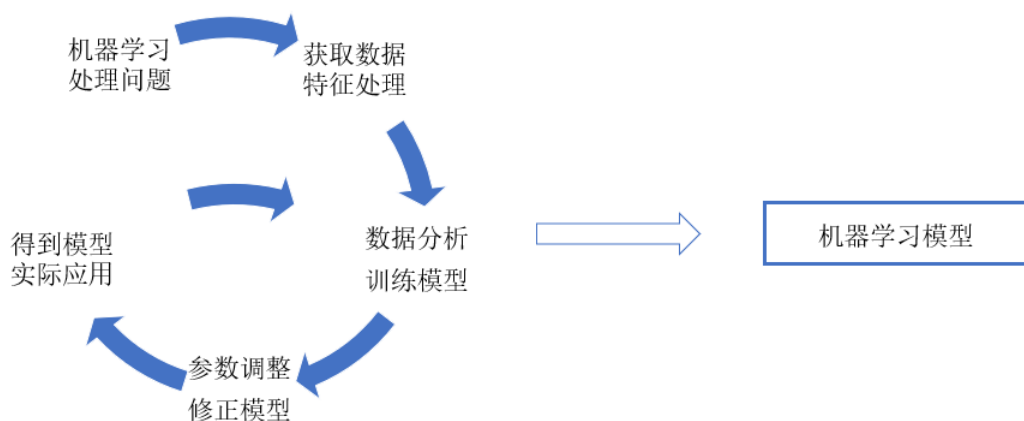 机器学习
处理问题
获取数据
特征处理
数据分析
训练模型
参数调整
修正模型
得到模型
实际应用
机器学习模型